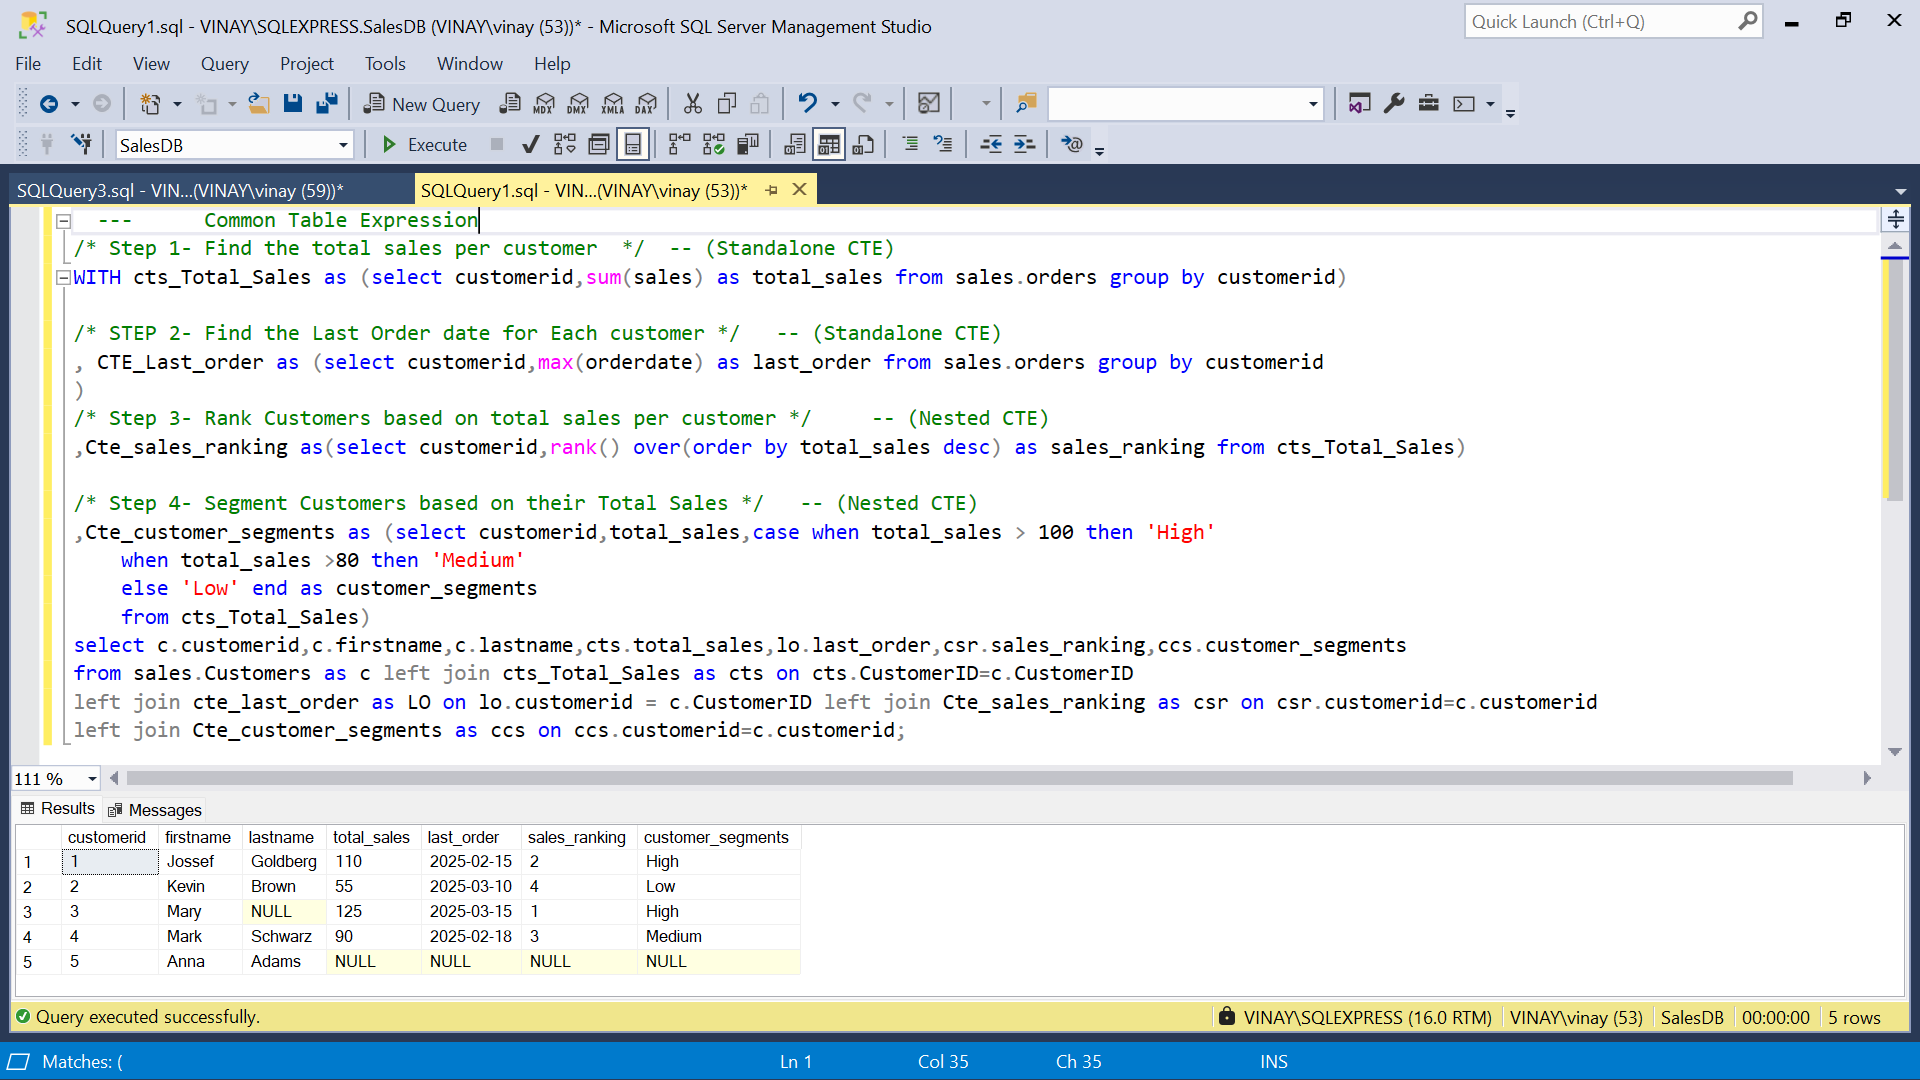 SQLQuery1.sql - VINAY\SQLEXPRESS.SalesDB (VINAY\vinay (53))* - Microsoft SQL Server Management Studio
Quick Launch (Ctrl+Q)
File Edit View Query Project Tools Window Help
New Query MDX DMX XMLA DAX
SalesDB Execute
SQLQuery3.sql - VIN...(VINAY\vinay (59))* SQLQuery1.sql - VIN...(VINAY\vinay (53))*
--- Common Table Expression
/* Step 1- Find the total sales per customer */ -- (Standalone CTE)
WITH cts_Total_Sales as (select customerid,sum(sales) as total_sales from sales.orders group by customerid)
/* STEP 2- Find the Last Order date for Each customer */ -- (Standalone CTE)
, CTE_Last_order as (select customerid,max(orderdate) as last_order from sales.orders group by customerid
)
/* Step 3- Rank Customers based on total sales per customer */ -- (Nested CTE)
,Cte_sales_ranking as(select customerid,rank() over(order by total_sales desc) as sales_ranking from cts_Total_Sales)
/* Step 4- Segment Customers based on their Total Sales */ -- (Nested CTE)
,Cte_customer_segments as (select customerid,total_sales,case when total_sales > 100 then 'High'
when total_sales >80 then 'Medium'
else 'Low' end as customer_segments
from cts_Total_Sales)
select c.customerid,c.firstname,c.lastname,cts.total_sales,lo.last_order,csr.sales_ranking,ccs.customer_segments
from sales.Customers as c left join cts_Total_Sales as cts on cts.CustomerID=c.CustomerID
left join cte_last_order as LO on lo.customerid = c.CustomerID left join Cte_sales_ranking as csr on csr.customerid=c.customerid
left join Cte_customer_segments as ccs on ccs.customerid=c.customerid;
111 %
Results Messages
customerid firstname lastname total_sales last_order sales_ranking customer_segments
1 1 Jossef Goldberg 110 2025-02-15 2 High
2 2 Kevin Brown 55 2025-03-10 4 Low
3 3 Mary NULL 125 2025-03-15 1 High
4 4 Mark Schwarz 90 2025-02-18 3 Medium
5 5 Anna Adams NULL NULL NULL NULL
Query executed successfully. VINAY\SQLEXPRESS (16.0 RTM) VINAY\vinay (53) SalesDB 00:00:00 5 rows
Matches: ( Ln 1 Col 35 Ch 35 INS